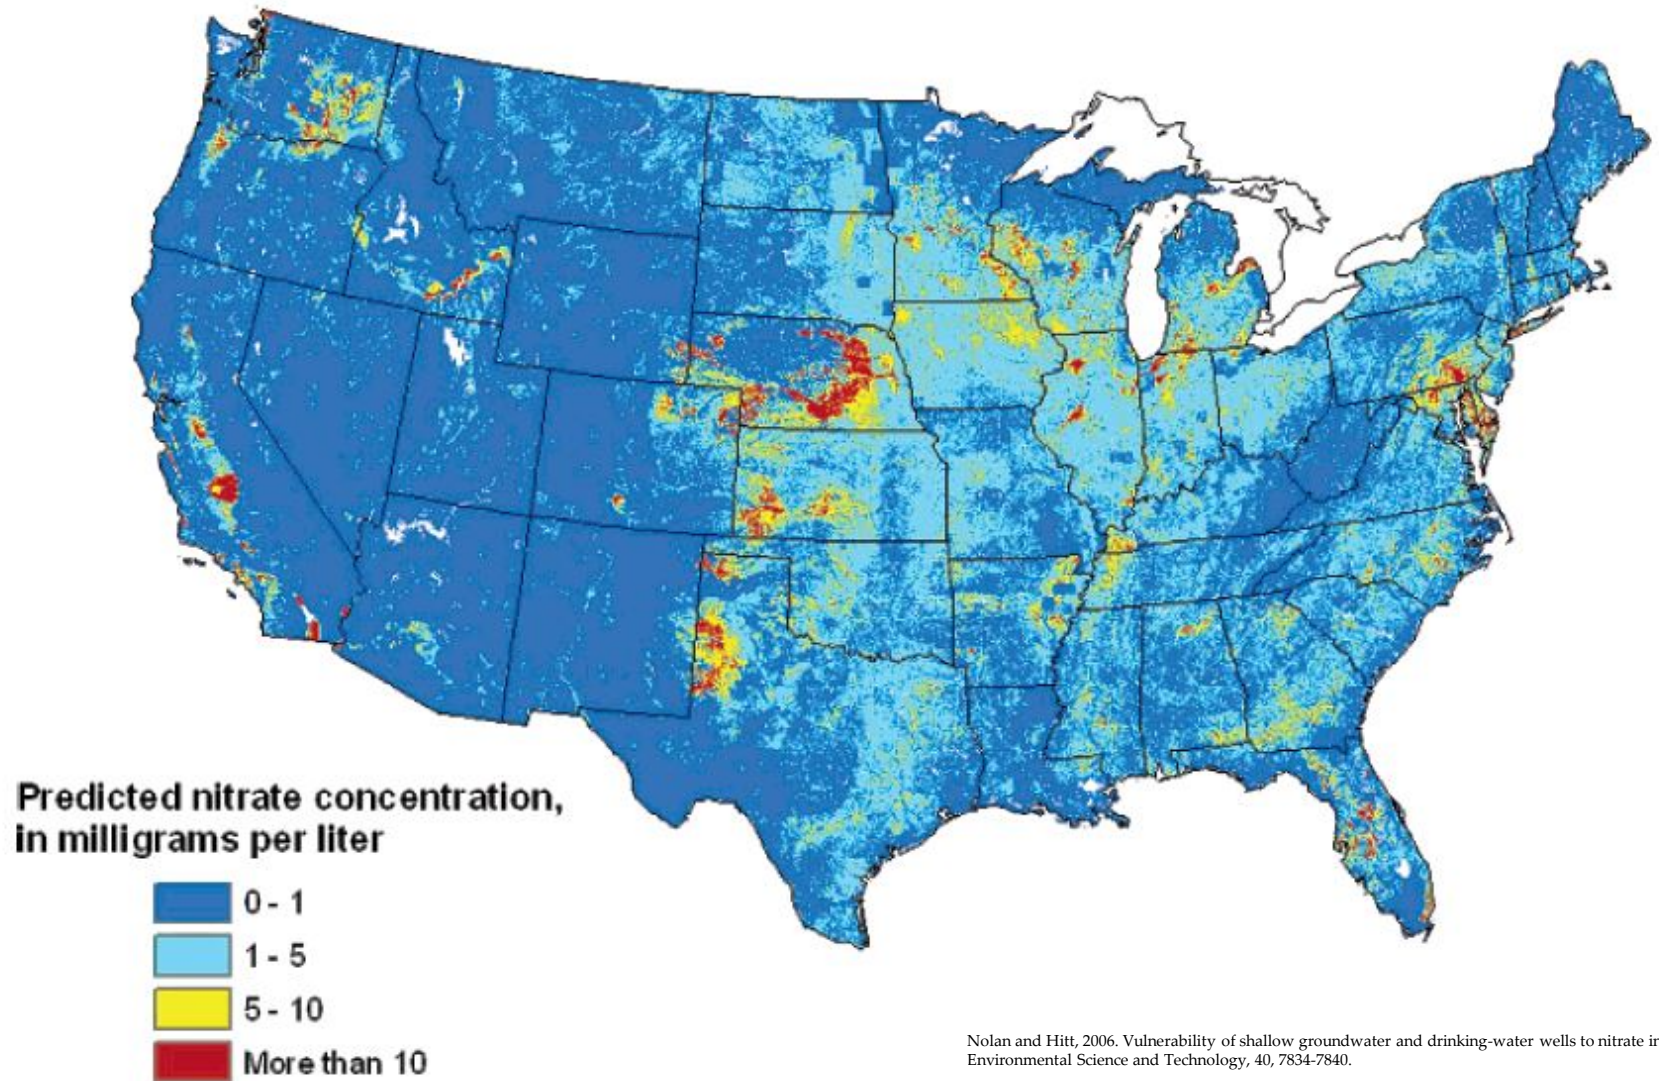 Predicted nitrate concentration,
in milligrams per liter
0 - 1
1 - 5
5 - 10
More than 10
Nolan and Hitt, 2006. Vulnerability of shallow groundwater and drinking-water wells to nitrate in
Environmental Science and Technology, 40, 7834-7840.